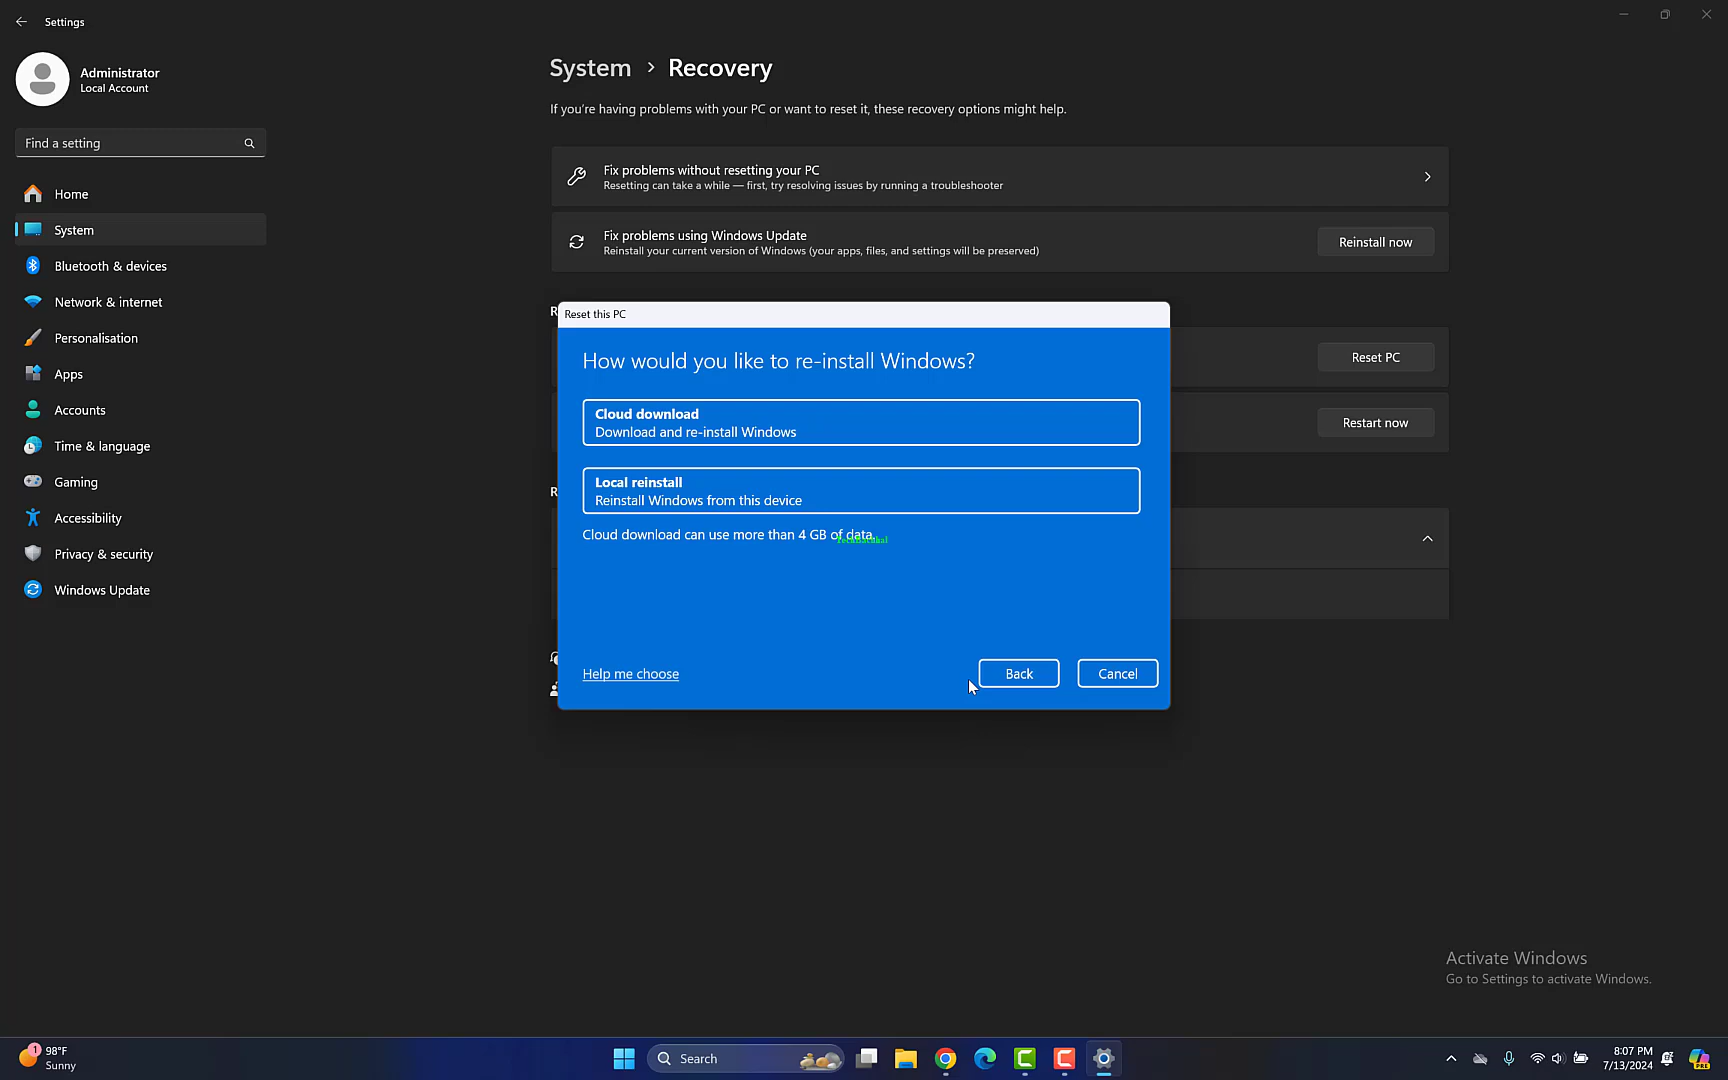 Settings
Administrator
Local Account
Find a setting
Home
System
Bluetooth & devices
Network & internet
Personalisation
Apps
Accounts
Time & language
Gaming
Accessibility
Privacy & security
Windows Update
System > Recovery
If you're having problems with your PC or want to reset it, these recovery options might help.
Fix problems without resetting your PC
Resetting can take a while — first, try resolving issues by running a troubleshooter
Fix problems using Windows Update
Reinstall your current version of Windows (your apps, files, and settings will be preserved)
Reinstall now
R
Reset PC
Restart now
R
Reset this PC
How would you like to re-install Windows?
Cloud download
Download and re-install Windows
Local reinstall
Reinstall Windows from this device
Cloud download can use more than 4 GB of data.
Help me choose
Back
Cancel
Activate Windows
Go to Settings to activate Windows.
1
98°F
Sunny
Search
8:07 PM
7/13/2024
PRE